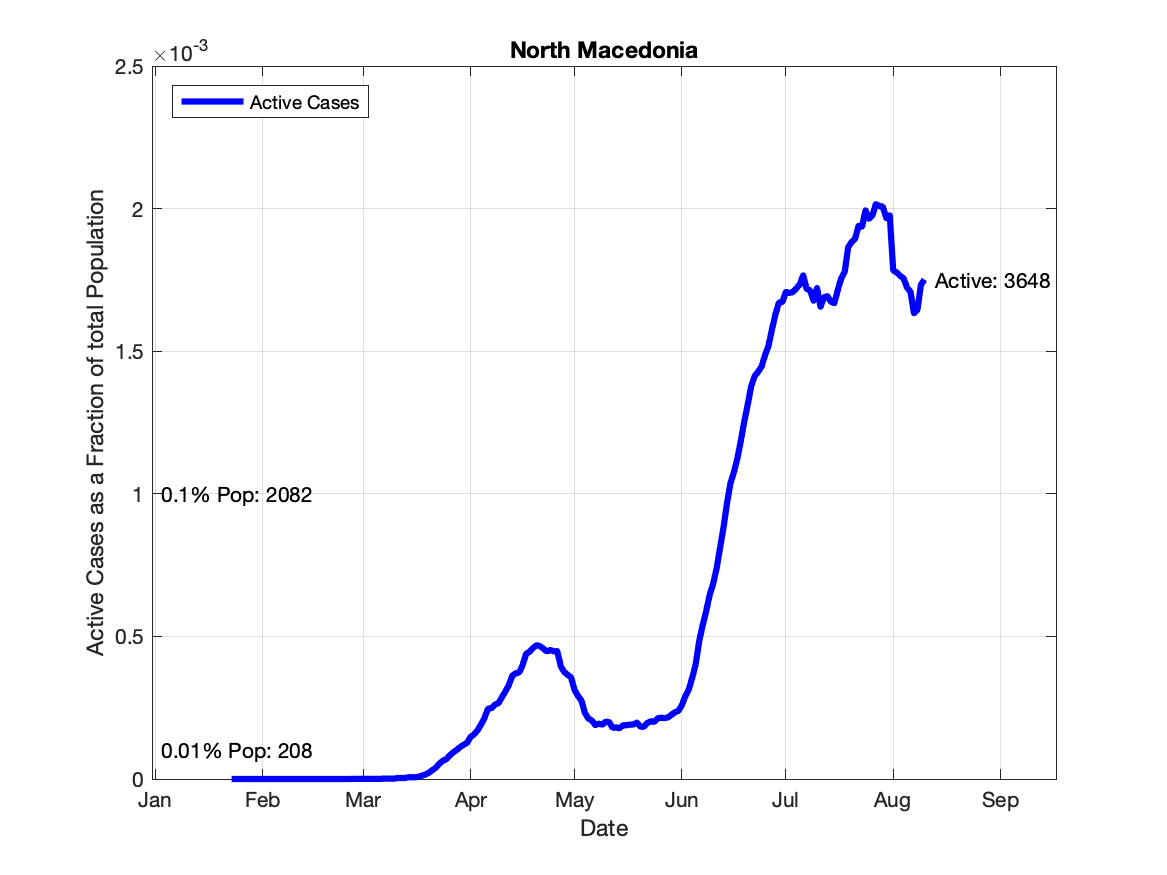 North Macedonia
×10-3
2.5
2
1.5
1
0.5
0
Active Cases
Active Cases as a Fraction of total Population
Active: 3648
0.1% Pop: 2082
0.01% Pop: 208
Jan Feb Mar Apr May Jun Jul Aug Sep
Date